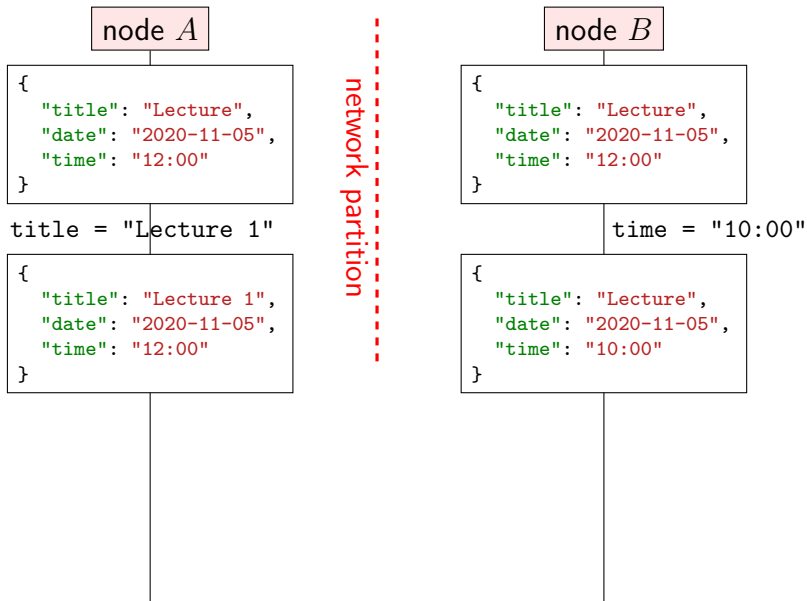 node A
{
  "title": "Lecture",
  "date": "2020-11-05",
  "time": "12:00"
}
title = "Lecture 1"
{
  "title": "Lecture 1",
  "date": "2020-11-05",
  "time": "12:00"
}
network partition
node B
{
  "title": "Lecture",
  "date": "2020-11-05",
  "time": "12:00"
}
time = "10:00"
{
  "title": "Lecture",
  "date": "2020-11-05",
  "time": "10:00"
}